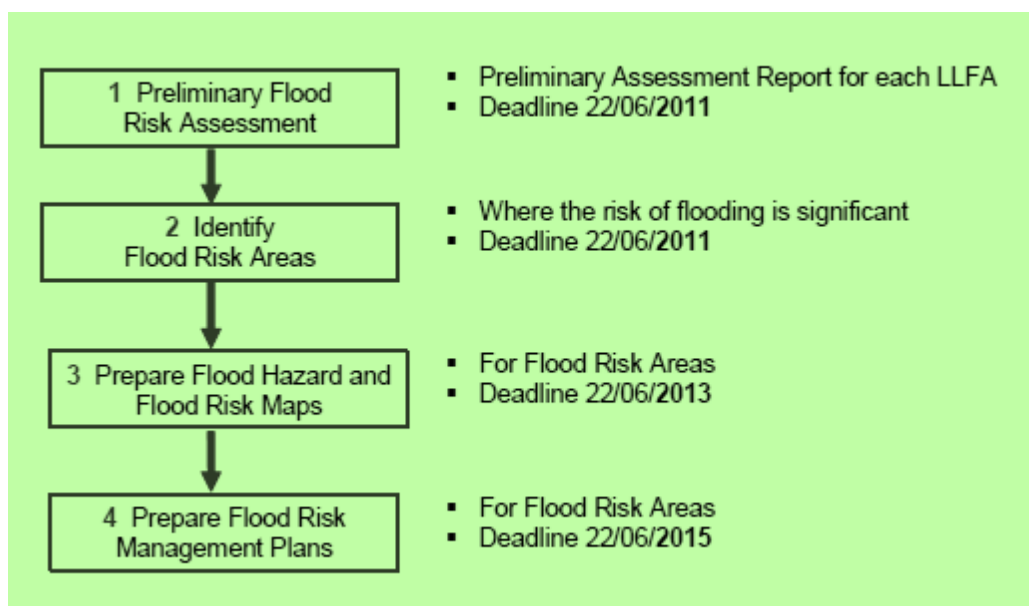 1 Preliminary Flood
Risk Assessment
▪ Preliminary Assessment Report for each LLFA
▪ Deadline 22/06/2011
2 Identify
Flood Risk Areas
▪ Where the risk of flooding is significant
▪ Deadline 22/06/2011
3 Prepare Flood Hazard and
Flood Risk Maps
▪ For Flood Risk Areas
▪ Deadline 22/06/2013
4 Prepare Flood Risk
Management Plans
▪ For Flood Risk Areas
▪ Deadline 22/06/2015